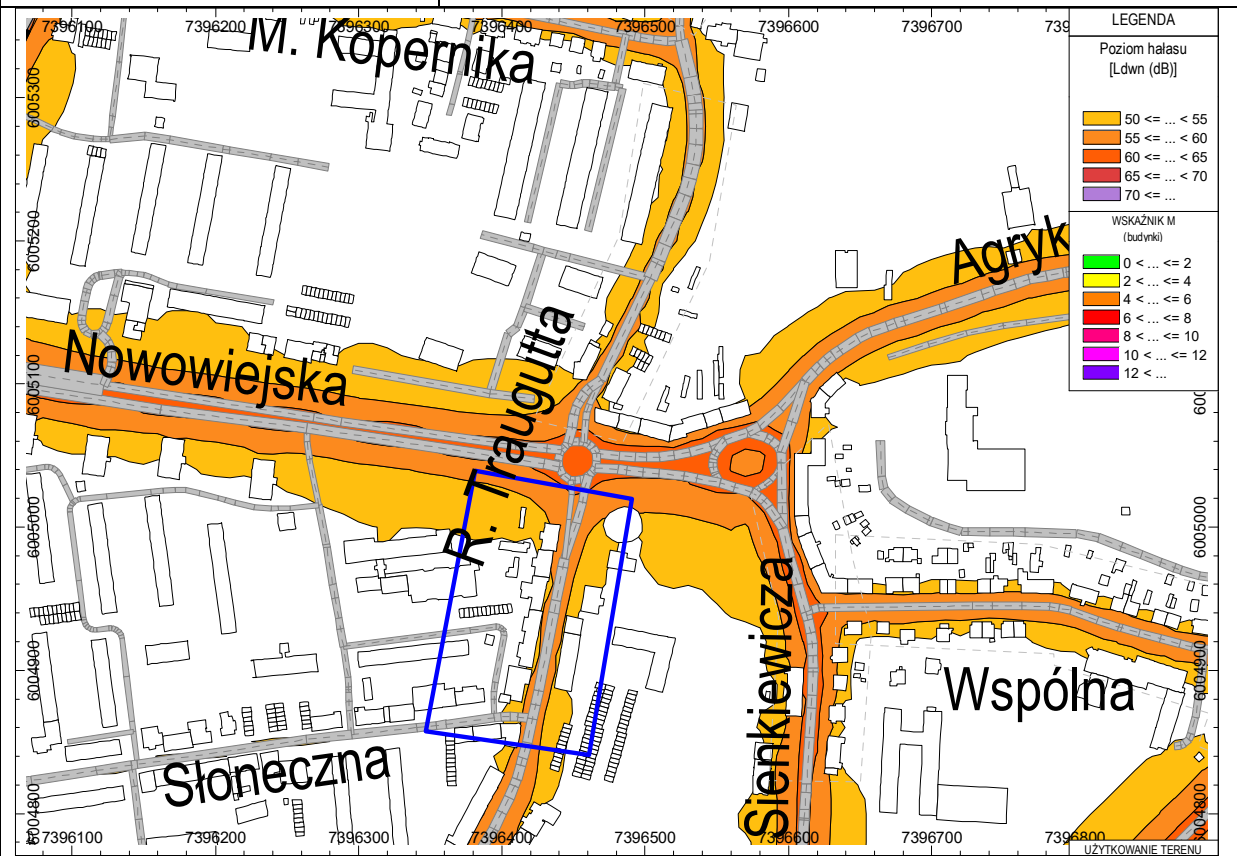 7396100
7396200
7396300
7396400
7396500
7396600
7396700
M. Kopernika
6005300
6005200
6005100
6005000
6004900
6004800
LEGENDA
Poziom hałasu
[Ldwn (dB)]
50 <= ... < 55
55 <= ... < 60
60 <= ... < 65
65 <= ... < 70
70 <= ...
WSKAŹNIK M
(budynki)
0 < ... <= 2
2 < ... <= 4
4 < ... <= 6
6 < ... <= 8
8 < ... <= 10
10 < ... <= 12
12 < ...
Agryk
Nowowiejska
R. Traugutta
Sienkiewicza
Wspólna
Słoneczna
6005000
6004900
6004800
7396100
7396200
7396300
7396400
7396500
7396600
7396700
7396800
UŻYTKOWANIE TERENU